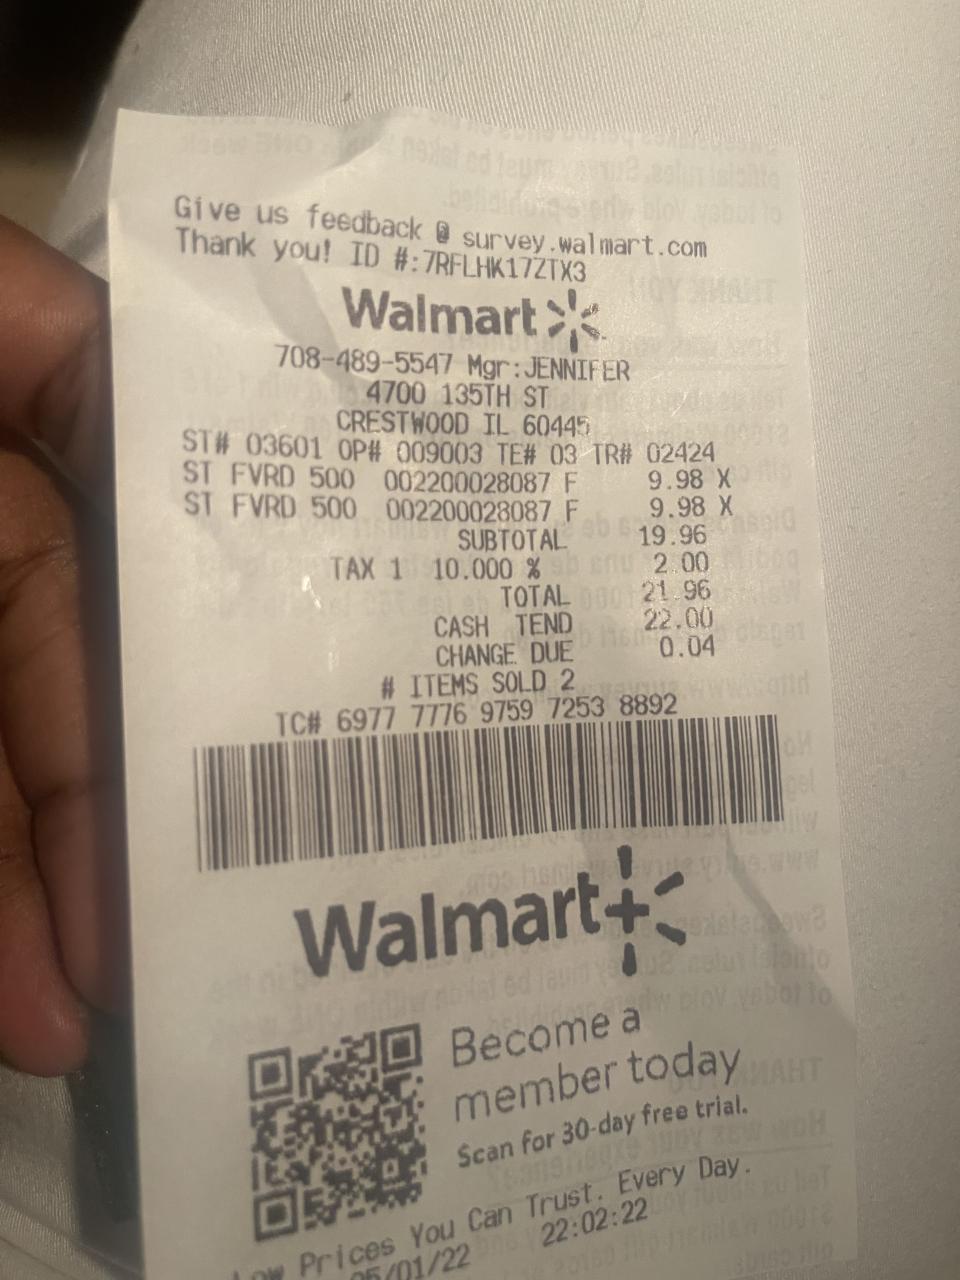 Give us feedback @ survey.walmart.com
Thank you! ID #:7RFLHK17ZTX3
Walmart
708-489-5547 Mgr:JENNIFER
4700 135TH ST
CRESTWOOD IL 60445
ST# 03601 OP# 009003 TE# 03 TR# 02424
ST FVRD 500 002200028087 F 9.98 X
ST FVRD 500 002200028087 F 9.98 X
SUBTOTAL 19.96
TAX 1 10.000 % 2.00
TOTAL 21.96
CASH TEND 22.00
CHANGE DUE 0.04
# ITEMS SOLD 2
TC# 6977 7776 9759 7253 8892
Walmart+
Become a
member today
Scan for 30-day free trial.
Low Prices You Can Trust. Every Day.
05/01/22 22:02:22